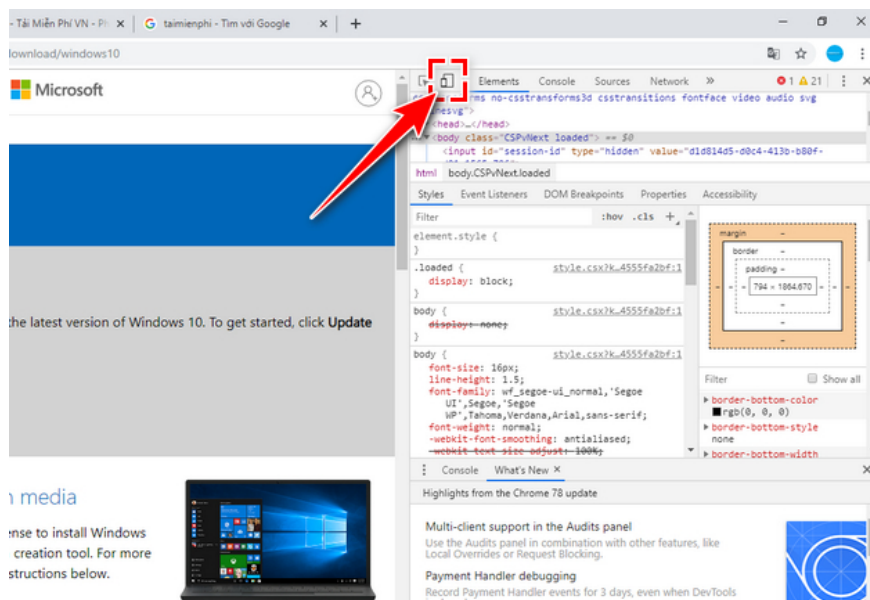 - Tải Miễn Phí VN - Ph
taimienphi - Tìm với Google
download/windows10
Microsoft
Elements Console Sources Network » 1 21
rms no-csstransforms3d csstransitions fontface video audio svg
nesvg">
<head>…</head>
<body class="CSPvNext loaded"> == $0
<input id="session-id" type="hidden" value="d1d814d5-d0c4-413b-b80f-
html body.CSPvNext.loaded
Styles Event Listeners DOM Breakpoints Properties Accessibility
Filter :hov .cls +
element.style {
}
.loaded { style.csx?k…4555fa2bf:1
display: block;
}
body { style.csx?k…4555fa2bf:1
display: none;
}
body { style.csx?k…4555fa2bf:1
font-size: 16px;
line-height: 1.5;
font-family: wf_segoe-ui_normal,'Segoe
UI',Segoe,'Segoe
WP',Tahoma,Verdana,Arial,sans-serif;
font-weight: normal;
-webkit-font-smoothing: antialiased;
-webkit-text-size-adjust: 100%;
margin -
border -
padding -
794 × 1864.670
Filter Show all
border-bottom-color
rgb(0, 0, 0)
border-bottom-style
none
border-bottom-width
the latest version of Windows 10. To get started, click Update
media
ense to install Windows
creation tool. For more
structions below.
Console What's New ×
Highlights from the Chrome 78 update
Multi-client support in the Audits panel
Use the Audits panel in combination with other features, like
Local Overrides or Request Blocking.
Payment Handler debugging
Record Payment Handler events for 3 days, even when DevTools